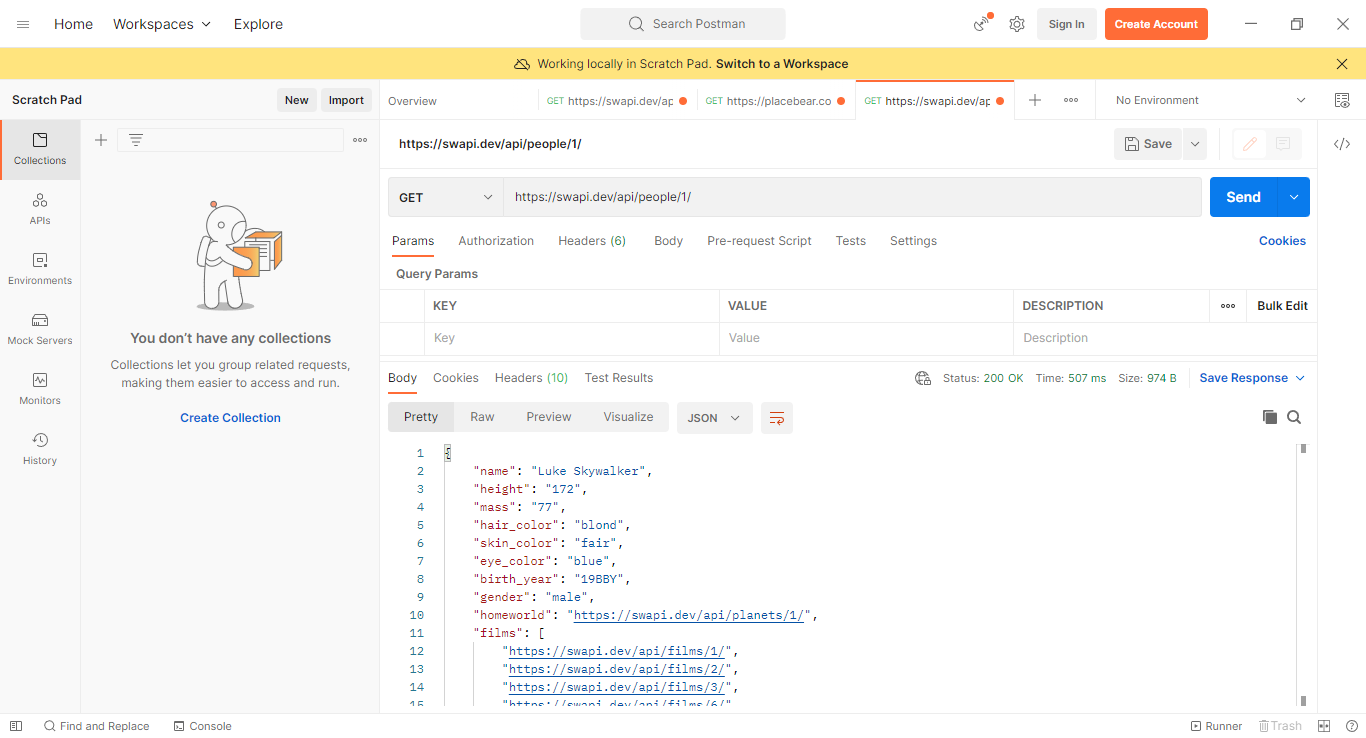 Home Workspaces Explore Search Postman Sign In Create Account
Working locally in Scratch Pad. Switch to a Workspace
Scratch Pad New Import Overview GET https://swapi.dev/ap GET https://placebear.co GET https://swapi.dev/ap No Environment
Collections
APIs
Environments
Mock Servers
Monitors
History
You don’t have any collections
Collections let you group related requests,
making them easier to access and run.
Create Collection
https://swapi.dev/api/people/1/ Save
GET https://swapi.dev/api/people/1/ Send
Params Authorization Headers (6) Body Pre-request Script Tests Settings Cookies
Query Params
KEY VALUE DESCRIPTION Bulk Edit
Key Value Description
Body Cookies Headers (10) Test Results Status: 200 OK Time: 507 ms Size: 974 B Save Response
Pretty Raw Preview Visualize JSON
1 {
2 "name": "Luke Skywalker",
3 "height": "172",
4 "mass": "77",
5 "hair_color": "blond",
6 "skin_color": "fair",
7 "eye_color": "blue",
8 "birth_year": "19BBY",
9 "gender": "male",
10 "homeworld": "https://swapi.dev/api/planets/1/",
11 "films": [
12 "https://swapi.dev/api/films/1/",
13 "https://swapi.dev/api/films/2/",
14 "https://swapi.dev/api/films/3/",
15 "https://swapi.dev/api/films/6/"
Find and Replace Console Runner Trash